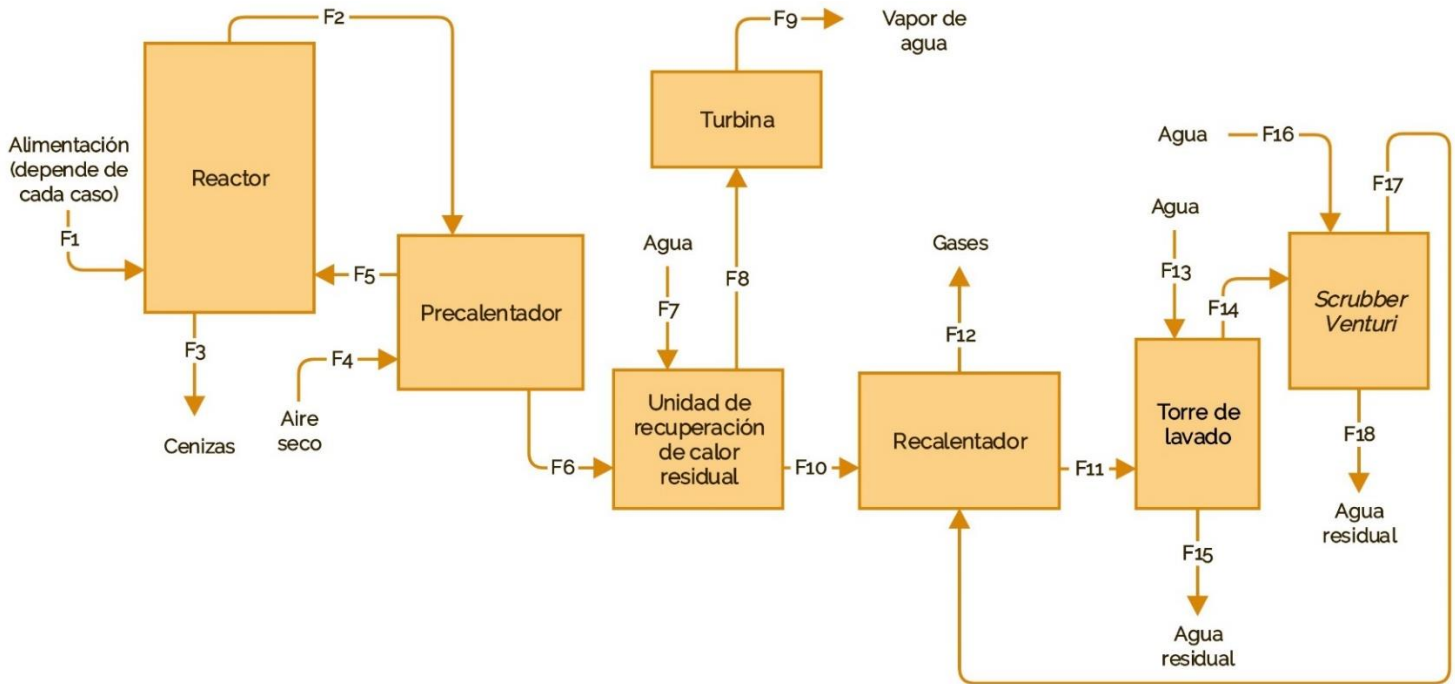 F2
F9
Vapor de
agua
Turbina
Alimentación
(depende de
cada caso)
Reactor
Agua
F16
F17
F1
Agua
Agua
Gases
F5
F8
F13
F14
Scrubber
Venturi
Precalentador
F7
F3
F4
F12
Cenizas
Aire
seco
Unidad de
recuperación
de calor
residual
Recalentador
Torre de
lavado
F18
F6
F10
F11
Agua
residual
F15
Agua
residual